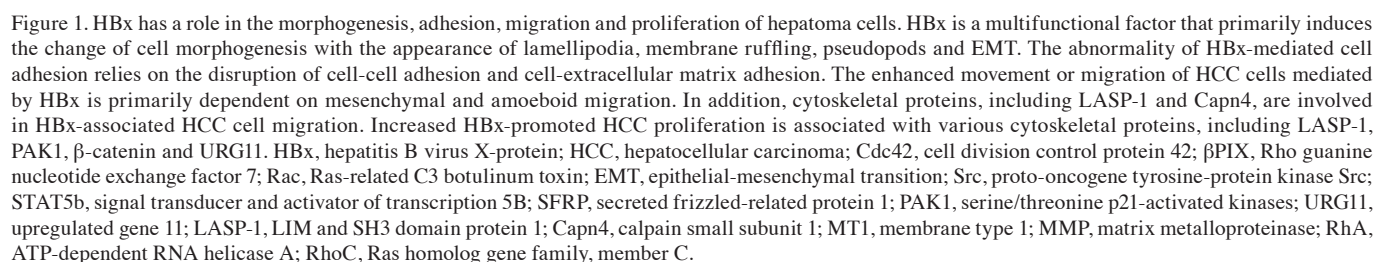 Figure 1. HBx has a role in the morphogenesis, adhesion, migration and proliferation of hepatoma cells. HBx is a multifunctional factor that primarily induces
the change of cell morphogenesis with the appearance of lamellipodia, membrane ruffling, pseudopods and EMT. The abnormality of HBx-mediated cell
adhesion relies on the disruption of cell-cell adhesion and cell-extracellular matrix adhesion. The enhanced movement or migration of HCC cells mediated
by HBx is primarily dependent on mesenchymal and amoeboid migration. In addition, cytoskeletal proteins, including LASP-1 and Capn4, are involved
in HBx-associated HCC cell migration. Increased HBx-promoted HCC proliferation is associated with various cytoskeletal proteins, including LASP-1,
PAK1, β-catenin and URG11. HBx, hepatitis B virus X-protein; HCC, hepatocellular carcinoma; Cdc42, cell division control protein 42; βPIX, Rho guanine
nucleotide exchange factor 7; Rac, Ras-related C3 botulinum toxin; EMT, epithelial-mesenchymal transition; Src, proto-oncogene tyrosine-protein kinase Src;
STAT5b, signal transducer and activator of transcription 5B; SFRP, secreted frizzled-related protein 1; PAK1, serine/threonine p21-activated kinases; URG11,
upregulated gene 11; LASP-1, LIM and SH3 domain protein 1; Capn4, calpain small subunit 1; MT1, membrane type 1; MMP, matrix metalloproteinase; RhA,
ATP-dependent RNA helicase A; RhoC, Ras homolog gene family, member C.